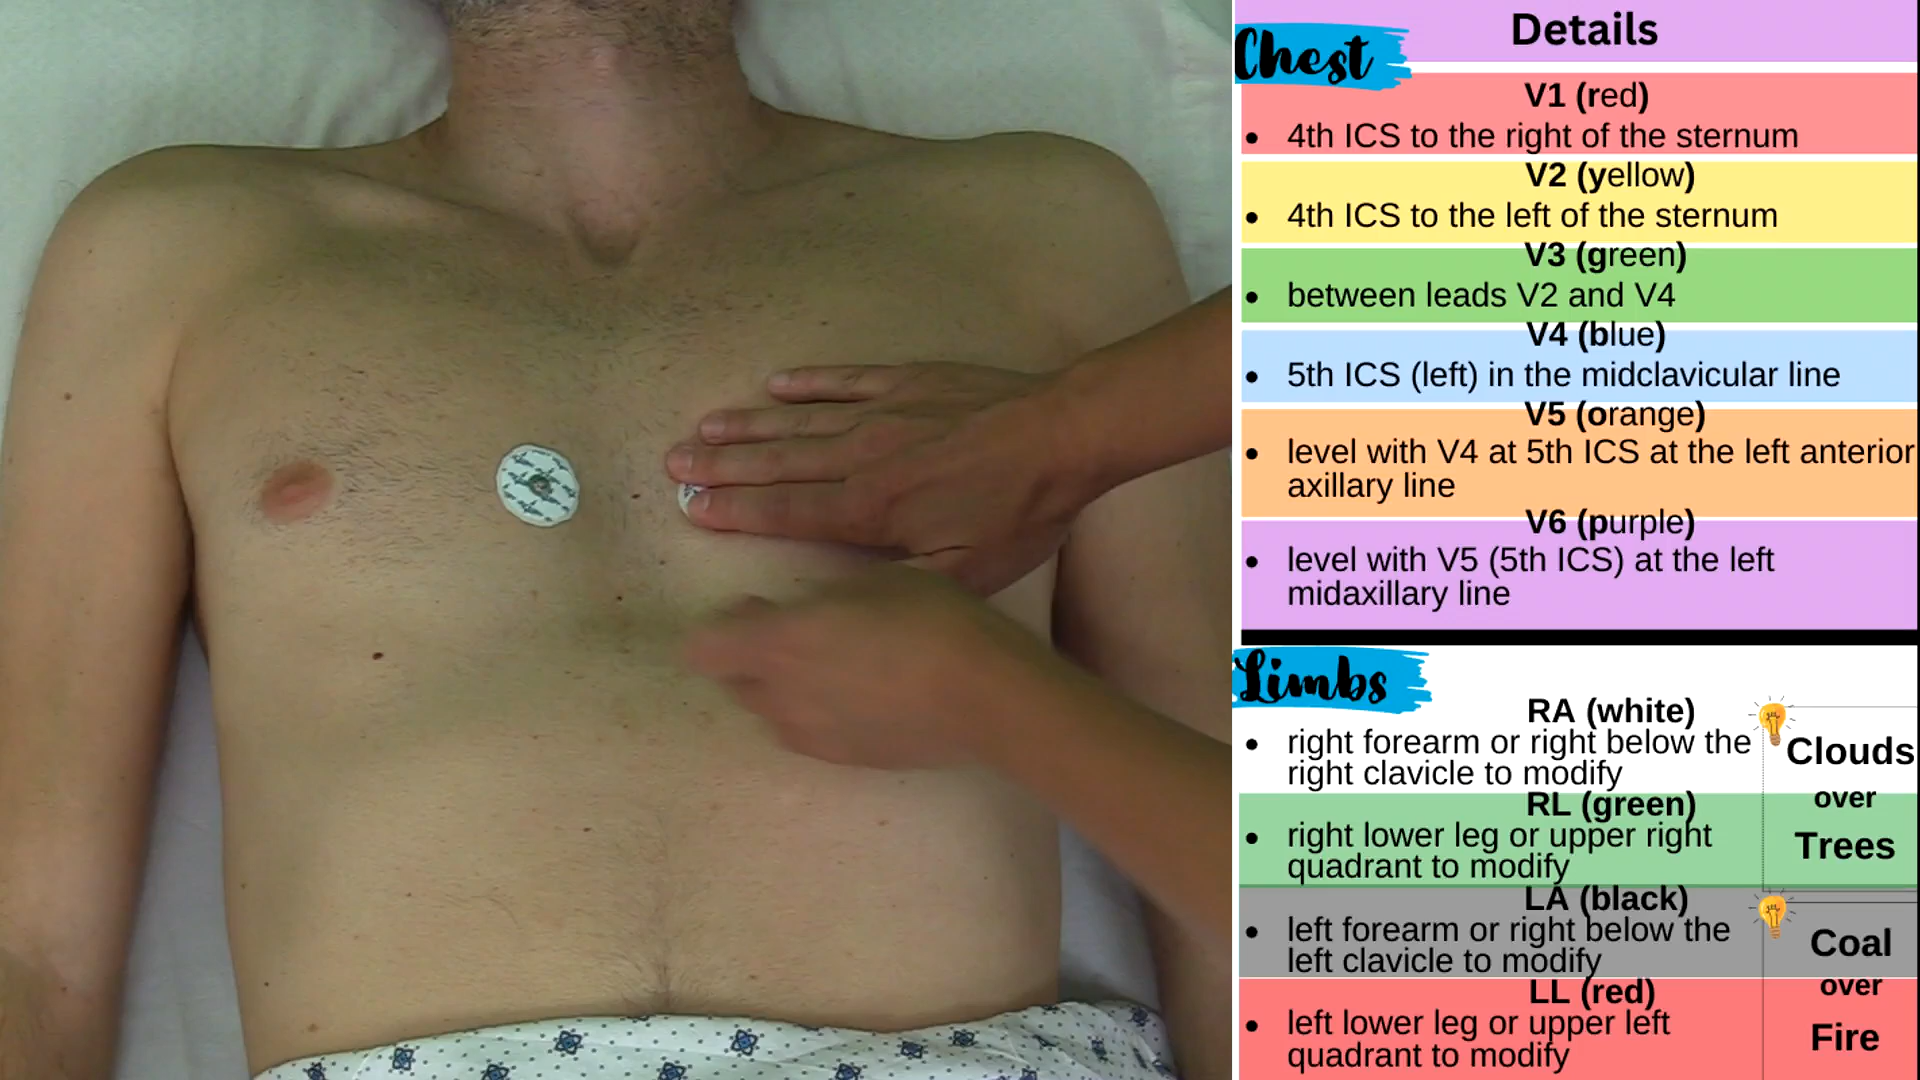 Details
Chest
V1 (red)
• 4th ICS to the right of the sternum
V2 (yellow)
• 4th ICS to the left of the sternum
V3 (green)
• between leads V2 and V4
V4 (blue)
• 5th ICS (left) in the midclavicular line
V5 (orange)
• level with V4 at 5th ICS at the left anterior
axillary line
V6 (purple)
• level with V5 (5th ICS) at the left
midaxillary line
Limbs
RA (white)
• right forearm or right below the
right clavicle to modify
RL (green)
• right lower leg or upper right
quadrant to modify
Clouds
over
Trees
LA (black)
• left forearm or right below the
left clavicle to modify
LL (red)
• left lower leg or upper left
quadrant to modify
Coal
over
Fire